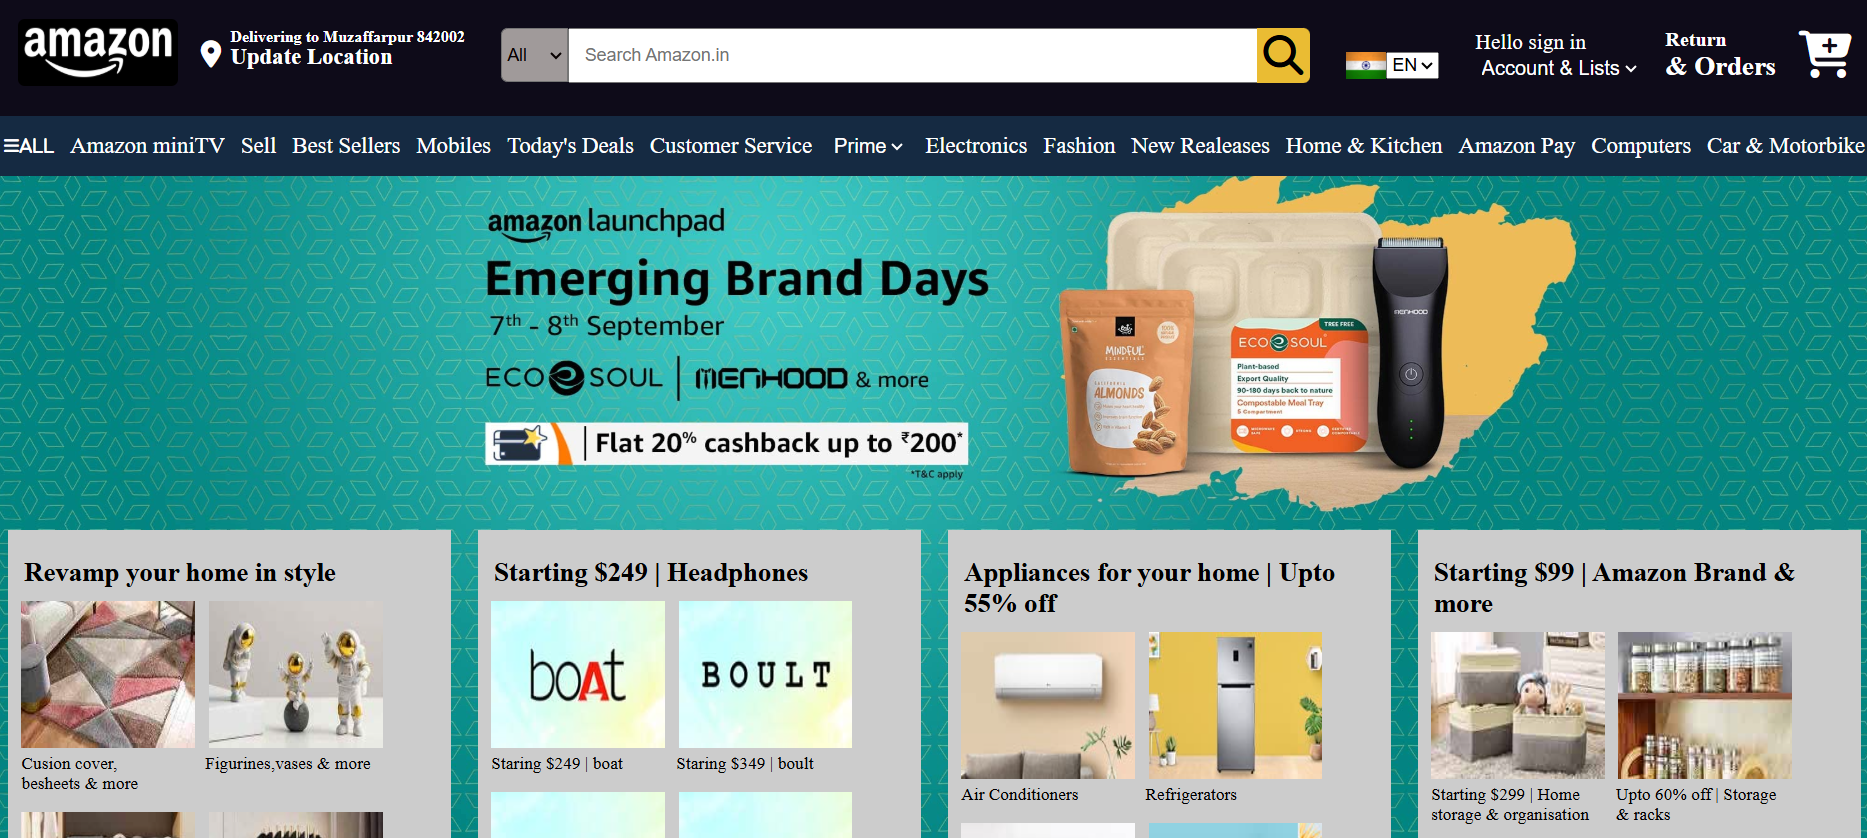 amazon
Delivering to Muzaffarpur 842002
Update Location
All
Search Amazon.in
EN
Hello sign in
Account & Lists
Return
& Orders
ALL Amazon miniTV Sell Best Sellers Mobiles Today's Deals Customer Service Prime Electronics Fashion New Realeases Home & Kitchen Amazon Pay Computers Car & Motorbike
amazon launchpad
Emerging Brand Days
7th - 8th September
ECO SOUL | MENHOOD & more
Flat 20% cashback up to ₹200*
*T&C apply
MINDFUL
CALIFORNIA
ALMONDS
TREE FREE
ECO SOUL
Plant-based
Export Quality
90-180 days back to nature
Compostable Meal Tray
5 Compartment
MENHOOD
Revamp your home in style
Cusion cover,
besheets & more
Figurines,vases & more
Starting $249 | Headphones
boAt
BOULT
Staring $249 | boat
Staring $349 | boult
Appliances for your home | Upto
55% off
Air Conditioners
Refrigerators
Starting $99 | Amazon Brand &
more
Starting $299 | Home
storage & organisation
Upto 60% off | Storage
& racks